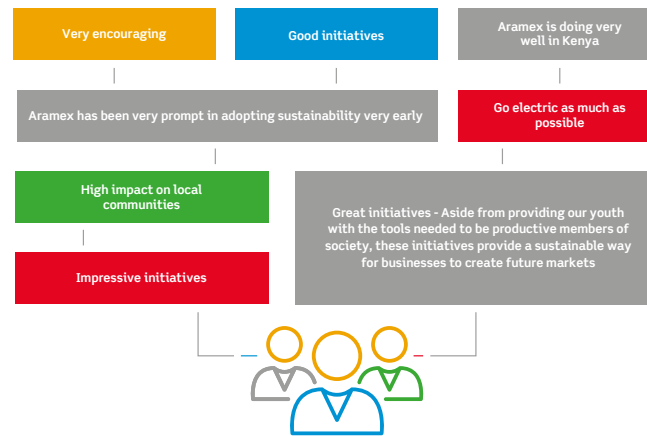 Very encouraging
Good initiatives
Aramex is doing very
well in Kenya
Aramex has been very prompt in adopting sustainability very early
Go electric as much as
possible
High impact on local
communities
Great initiatives - Aside from providing our youth
with the tools needed to be productive members of
society, these initiatives provide a sustainable way
for businesses to create future markets
Impressive initiatives